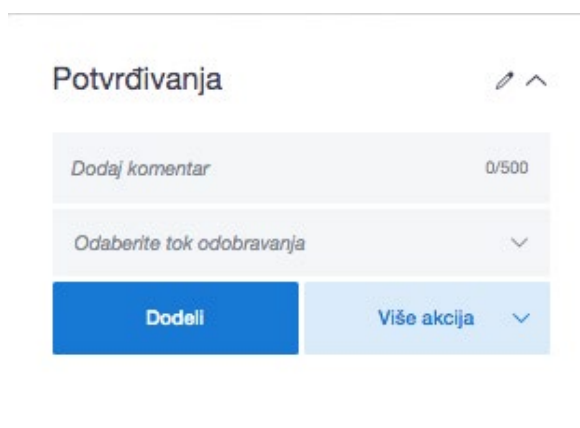 Potvrđivanja
Dodaj komentar 0/500
Odaberite tok odobravanja
Dodeli Više akcija